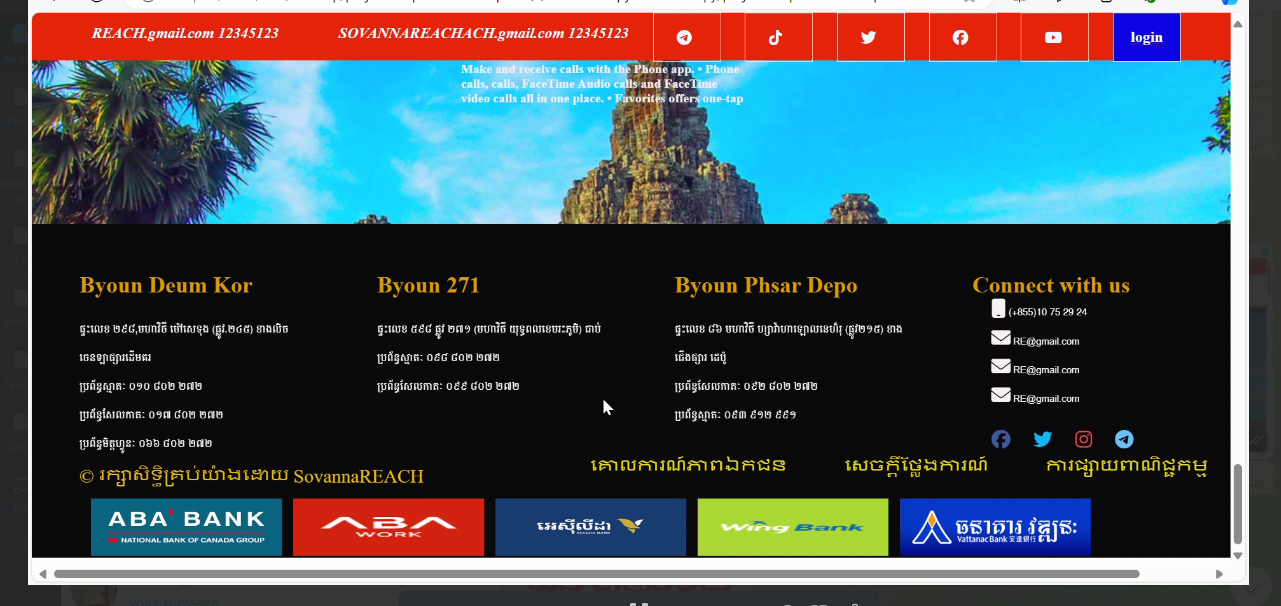 REACH.gmail.com 12345123
SOVANNAREACHACH.gmail.com 12345123
login
Make and receive calls with the Phone app. • Phone
calls, calls, FaceTime Audio calls and FaceTime
video calls all in one place. • Favorites offers one-tap
Byoun Deum Kor
ផ្ទះលេខ ២៩៨,មហាវិថី ម៉ៅសេទុង (ផ្លូវ.២៤៥) ខាងលិច
ចេនឡាផ្សារដើមគរ
ប្រព័ន្ធស្មាត: ០១០ ៨០២ ២៧២
ប្រព័ន្ធសែលកាត: ០១៧ ៨០២ ២៧២
ប្រព័ន្ធមិត្តហ្វូន: ០៦៦ ៨០២ ២៧២
Byoun 271
ផ្ទះលេខ ៥៩៨ ផ្លូវ ២៧១ (មហាវិថី យុទ្ធពលខេមរះភូមិ) ជាប់
ប្រព័ន្ធស្មាត: ០៩៨ ៨០២ ២៧២
ប្រព័ន្ធសែលកាត: ០៩៩ ៨០២ ២៧២
Byoun Phsar Depo
ផ្ទះលេខ ៨៦ មហាវិថី ហ្សាវ៉ាហាឡោលនេហ៊រុ (ផ្លូវ២១៥) ខាង
ជើងផ្សារ ដេប៉ូ
ប្រព័ន្ធសែលកាត: ០៩២ ៨០២ ២៧២
ប្រព័ន្ធស្មាត: ០៩៣ ៩១២ ៩៩១
Connect with us
(+855)10 75 29 24
RE@gmail.com
RE@gmail.com
RE@gmail.com
© រក្សាសិទ្ធិគ្រប់យ៉ាងដោយ SovannaREACH
គោលការណ៍ភាពឯកជន
សេចក្តីថ្លែងការណ៍
ការផ្សាយពាណិជ្ជកម្ម
ABA' BANK
NATIONAL BANK OF CANADA GROUP
ABA
WORK
អេស៊ីលីដា
ACLEDA BANK
Wing Bank
ធនាគារ វឌ្ឍនៈ
Vattanac Bank 安達銀行
Voice message